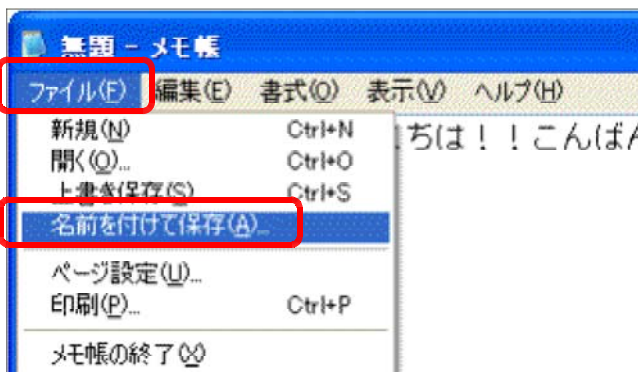 無題 - メモ帳
ファイル(F) 編集(E) 書式(O) 表示(V) ヘルプ(H)
新規(N) Ctrl+N
開く(O)... Ctrl+O
上書き保存(S) Ctrl+S
名前を付けて保存(A)...
ページ設定(U)...
印刷(P)... Ctrl+P
メモ帳の終了(X)
ちは！！こんばん